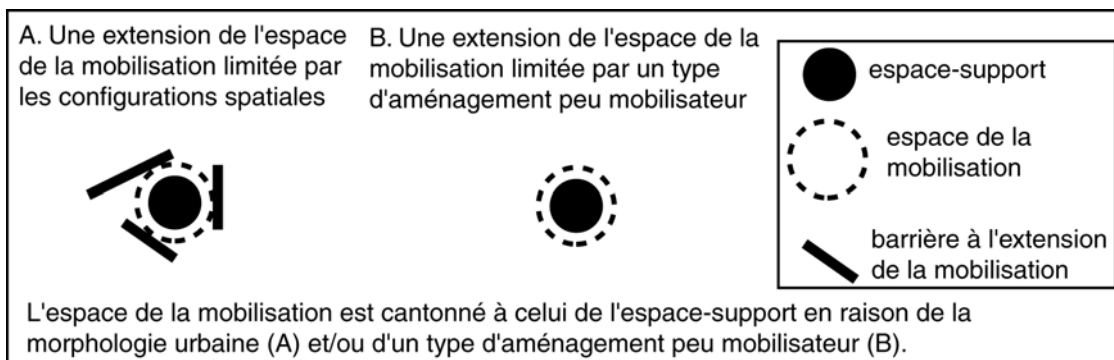 A. Une extension de l'espace
de la mobilisation limitée par
les configurations spatiales
B. Une extension de l'espace de la
mobilisation limitée par un type
d'aménagement peu mobilisateur
espace-support
espace de la
mobilisation
barrière à l'extension
de la mobilisation
L'espace de la mobilisation est cantonné à celui de l'espace-support en raison de la
morphologie urbaine (A) et/ou d'un type d'aménagement peu mobilisateur (B).